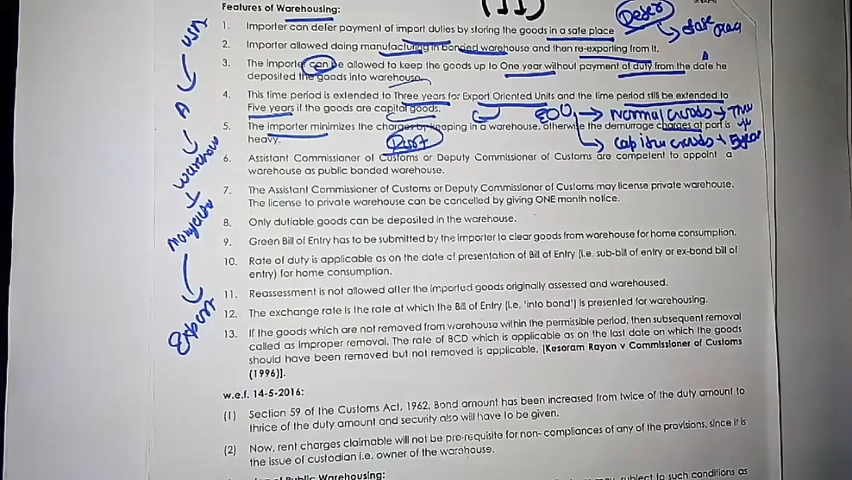 (II)
Features of Warehousing:
Defer
1. Importer can defer payment of import duties by storing the goods in a safe place
safe area
2. Importer allowed doing manufacturing in bonded warehouse and then re-exporting from it.
3. The importer can be allowed to keep the goods up to One year without payment of duty from the date he
deposited the goods into warehouse.
4. This time period is extended to Three years for Export Oriented Units and the time period still be extended to
Five years if the goods are capital goods.
EOU → Normal Goods →
5. The Importer minimizes the charges by keeping in a warehouse, otherwise the demurrage charges at port is
heavy.
Port
Capital Goods → 5 year
6. Assistant Commissioner of Customs or Deputy Commissioner of Customs are competent to appoint a
warehouse as public bonded warehouse.
7. The Assistant Commissioner of Customs or Deputy Commissioner of Customs may license private warehouse.
The license to private warehouse can be cancelled by giving ONE month notice.
8. Only dutiable goods can be deposited in the warehouse.
9. Green Bill of Entry has to be submitted by the importer to clear goods from warehouse for home consumption.
10. Rate of duty is applicable as on the date of presentation of Bill of Entry (i.e. sub-bill of entry or ex-bond bill of
entry) for home consumption.
11. Reassessment is not allowed after the imported goods originally assessed and warehoused.
12. The exchange rate is the rate at which the Bill of Entry (i.e. 'into bond') is presented for warehousing.
13. If the goods which are not removed from warehouse within the permissible period, then subsequent removal
called as improper removal. The rate of BCD which is applicable as on the last date on which the goods
should have been removed but not removed is applicable. [Kesoram Rayon v Commissioner of Customs
(1996)].
w.e.f. 14-5-2016:
(1) Section 59 of the Customs Act, 1962, Bond amount has been increased from twice of the duty amount to
thrice of the duty amount and security also will have to be given.
(2) Now, rent charges claimable will not be pre-requisite for non-compliances of any of the provisions, since it is
the issue of custodian i.e. owner of the warehouse.
of Public Warehousing:
may subject to such conditions as
USA
A
Warehouse
Export